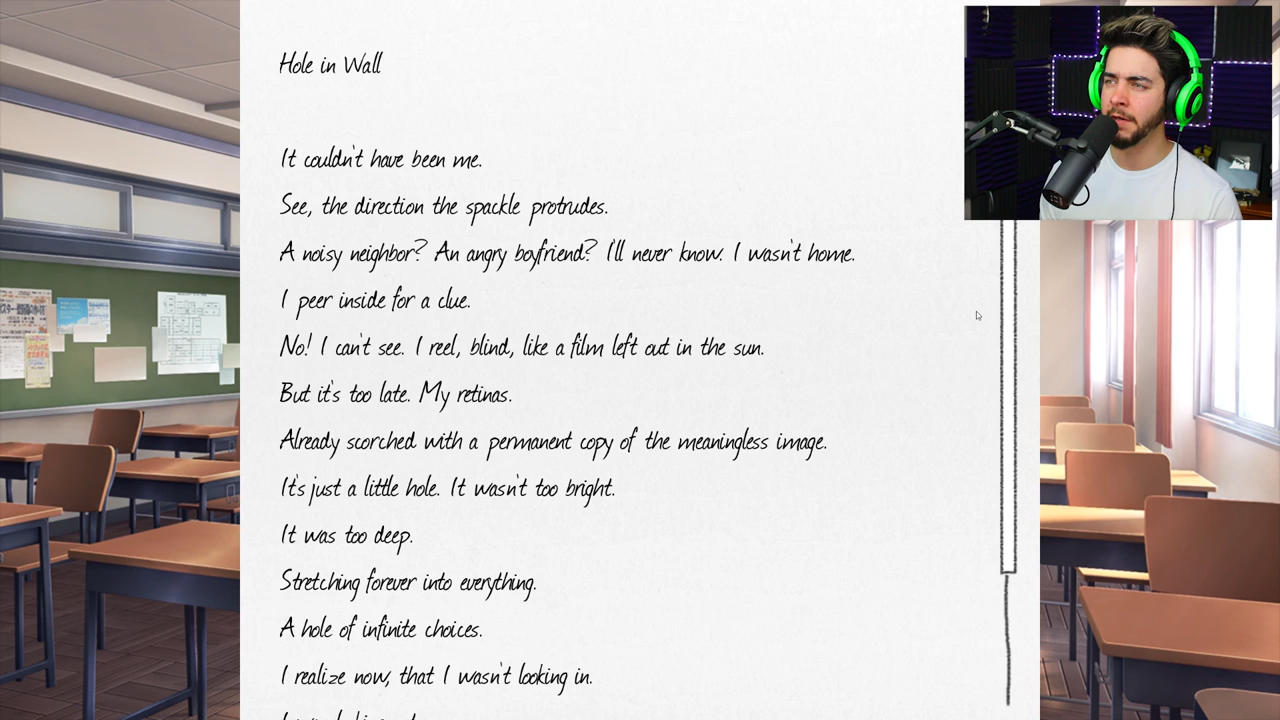 Hole in Wall
It couldn't have been me.
See, the direction the spackle protrudes.
A noisy neighbor? An angry boyfriend? I'll never know. I wasn't home.
I peer inside for a clue.
No! I can't see. I reel, blind, like a film left out in the sun.
But it's too late. My retinas.
Already scorched with a permanent copy of the meaningless image.
It's just a little hole. It wasn't too bright.
It was too deep.
Stretching forever into everything.
A hole of infinite choices.
I realize now, that I wasn't looking in.